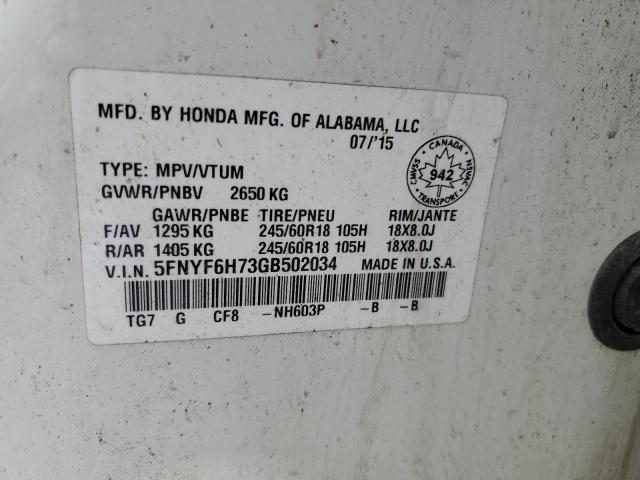 MFD. BY HONDA MFG. OF ALABAMA, LLC
07/'15
TYPE: MPV/VTUM
GVWR/PNBV 2650 KG
CANADA
CMVSS 942 NSVAC
TRANSPORT
GAWR/PNBE TIRE/PNEU RIM/JANTE
F/AV 1295 KG 245/60R18 105H 18X8.0J
R/AR 1405 KG 245/60R18 105H 18X8.0J
V.I.N. 5FNYF6H73GB502034 MADE IN U.S.A.
TG7 G CF8 -NH603P -B -B